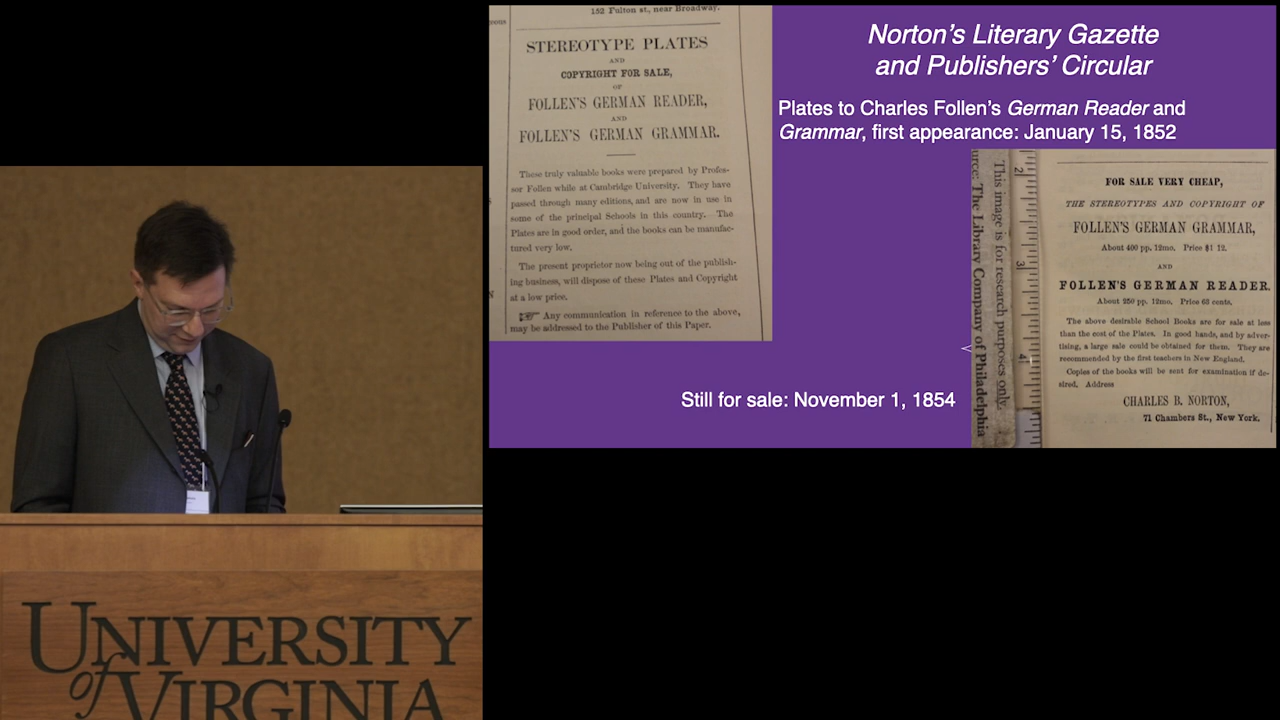 152 Fulton st., near Broadway.
STEREOTYPE PLATES
AND
COPYRIGHT FOR SALE,
OF
FOLLEN'S GERMAN READER,
AND
FOLLEN'S GERMAN GRAMMAR.
These truly valuable books were prepared by Profes-
sor Follen while at Cambridge University. They have
passed through many editions, and are now in use in
some of the principal Schools in this country. The
Plates are in good order, and the books can be manufac-
tured very low.
The present proprietor now being out of the publish-
ing business, will dispose of these Plates and Copyright
at a low price.
☞ Any communication in reference to the above,
may be addressed to the Publisher of this Paper.
Norton's Literary Gazette
and Publishers' Circular
Plates to Charles Follen's German Reader and
Grammar, first appearance: January 15, 1852
Still for sale: November 1, 1854
This image is for research purposes only.
urce: The Library Company of Philadelphia
2
3
4
FOR SALE VERY CHEAP,
THE STEREOTYPES AND COPYRIGHT OF
FOLLEN'S GERMAN GRAMMAR,
About 400 pp. 12mo. Price $1 12.
AND
FOLLEN'S GERMAN READER.
About 250 pp. 12mo. Price 63 cents.
The above desirable School Books are for sale at less
than the cost of the Plates. In good hands, and by adver-
tising, a large sale could be obtained for them. They are
recommended by the first teachers in New England.
Copies of the books will be sent for examination if de-
sired. Address
CHARLES B. NORTON,
71 Chambers St., New York.
UNIVERSITY
of VIRGINIA